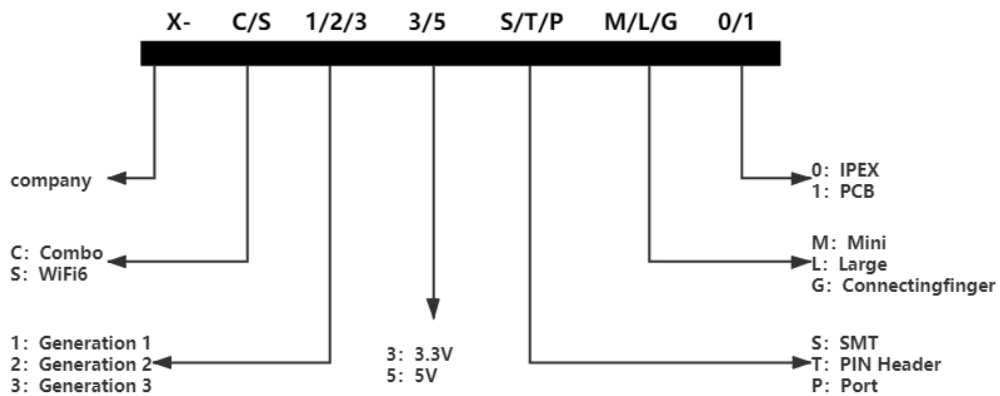 X- C/S 1/2/3 3/5 S/T/P M/L/G 0/1
company
C: Combo
S: WiFi6
1: Generation 1
2: Generation 2
3: Generation 3
3: 3.3V
5: 5V
0: IPEX
1: PCB
M: Mini
L: Large
G: Connectingfinger
S: SMT
T: PIN Header
P: Port